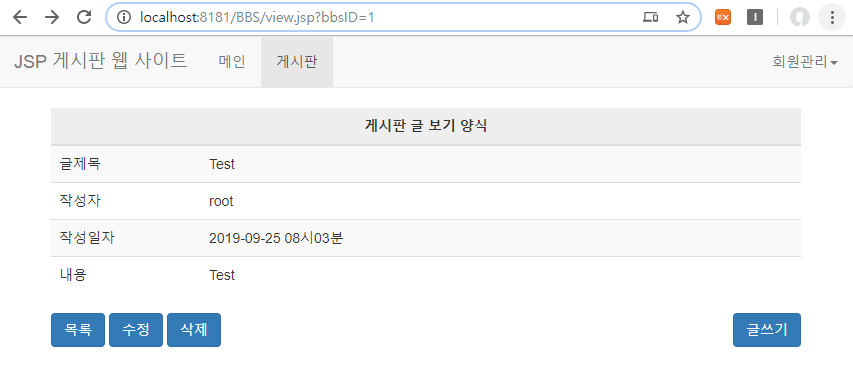 localhost:8181/BBS/view.jsp?bbsID=1
JSP 게시판 웹 사이트 메인 게시판 회원관리
게시판 글 보기 양식
글제목 Test
작성자 root
작성일자 2019-09-25 08시03분
내용 Test
목록 수정 삭제 글쓰기